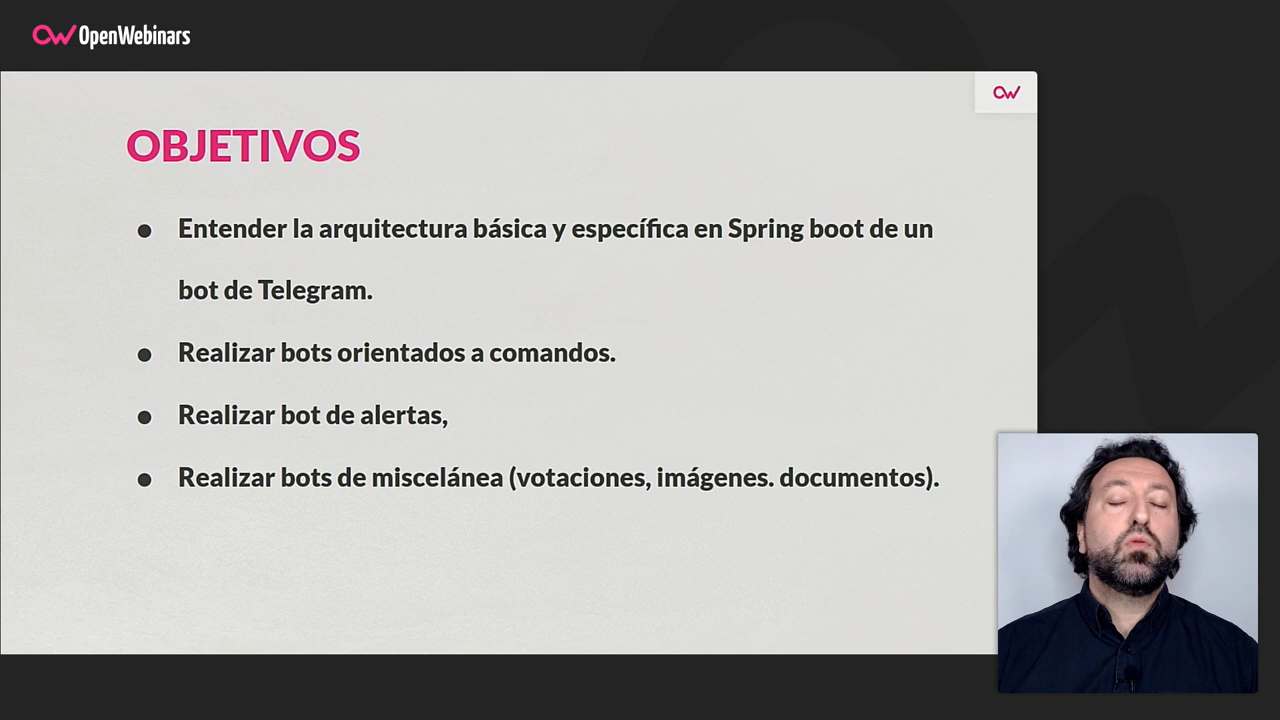 OpenWebinars
OBJETIVOS
● Entender la arquitectura básica y específica en Spring boot de un
bot de Telegram.
● Realizar bots orientados a comandos.
● Realizar bot de alertas,
● Realizar bots de miscelánea (votaciones, imágenes. documentos).